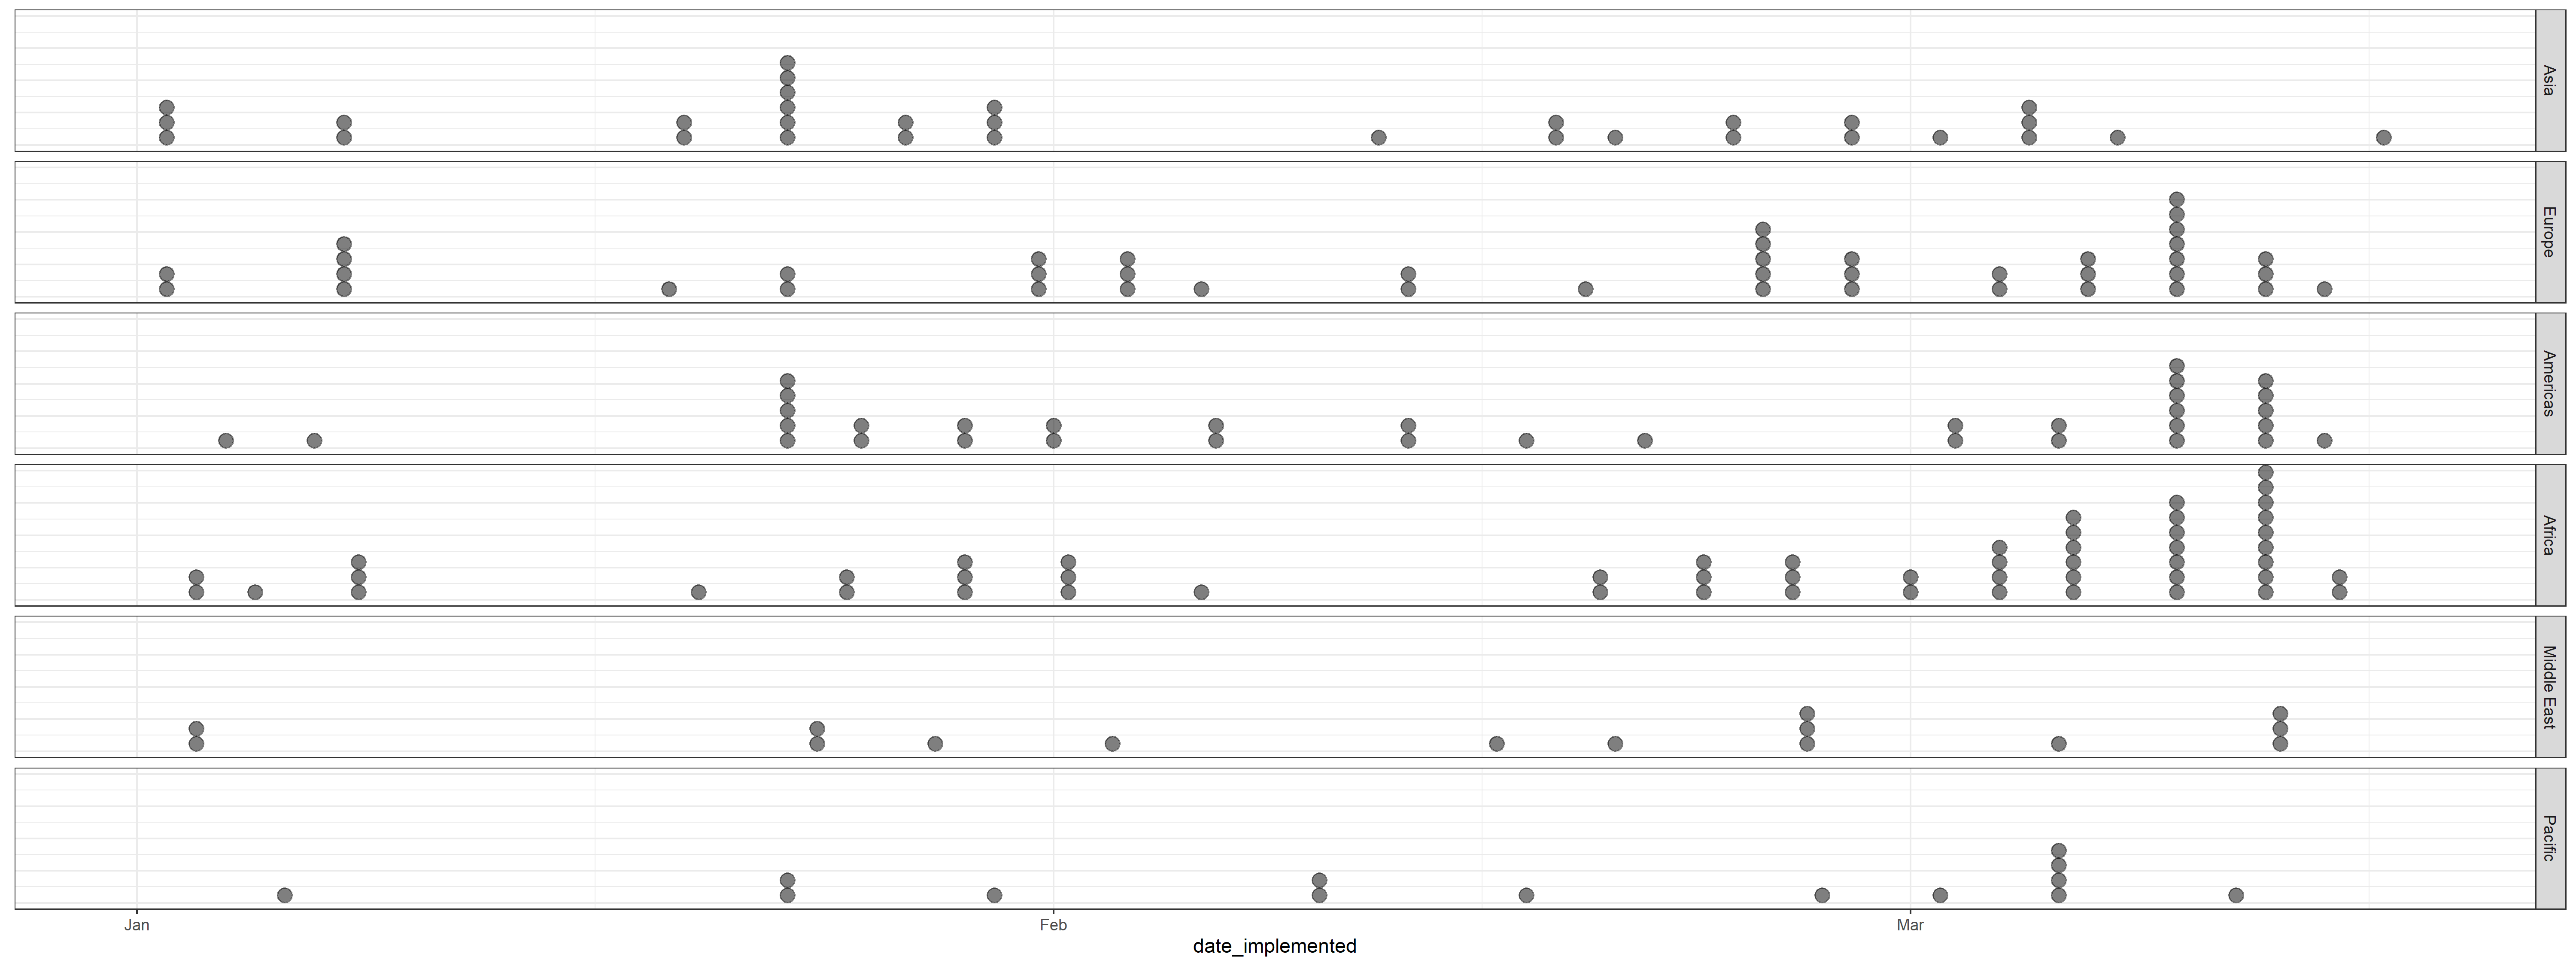 Asia
Europe
Americas
Africa
Middle East
Pacific
Jan
Feb
Mar
date_implemented